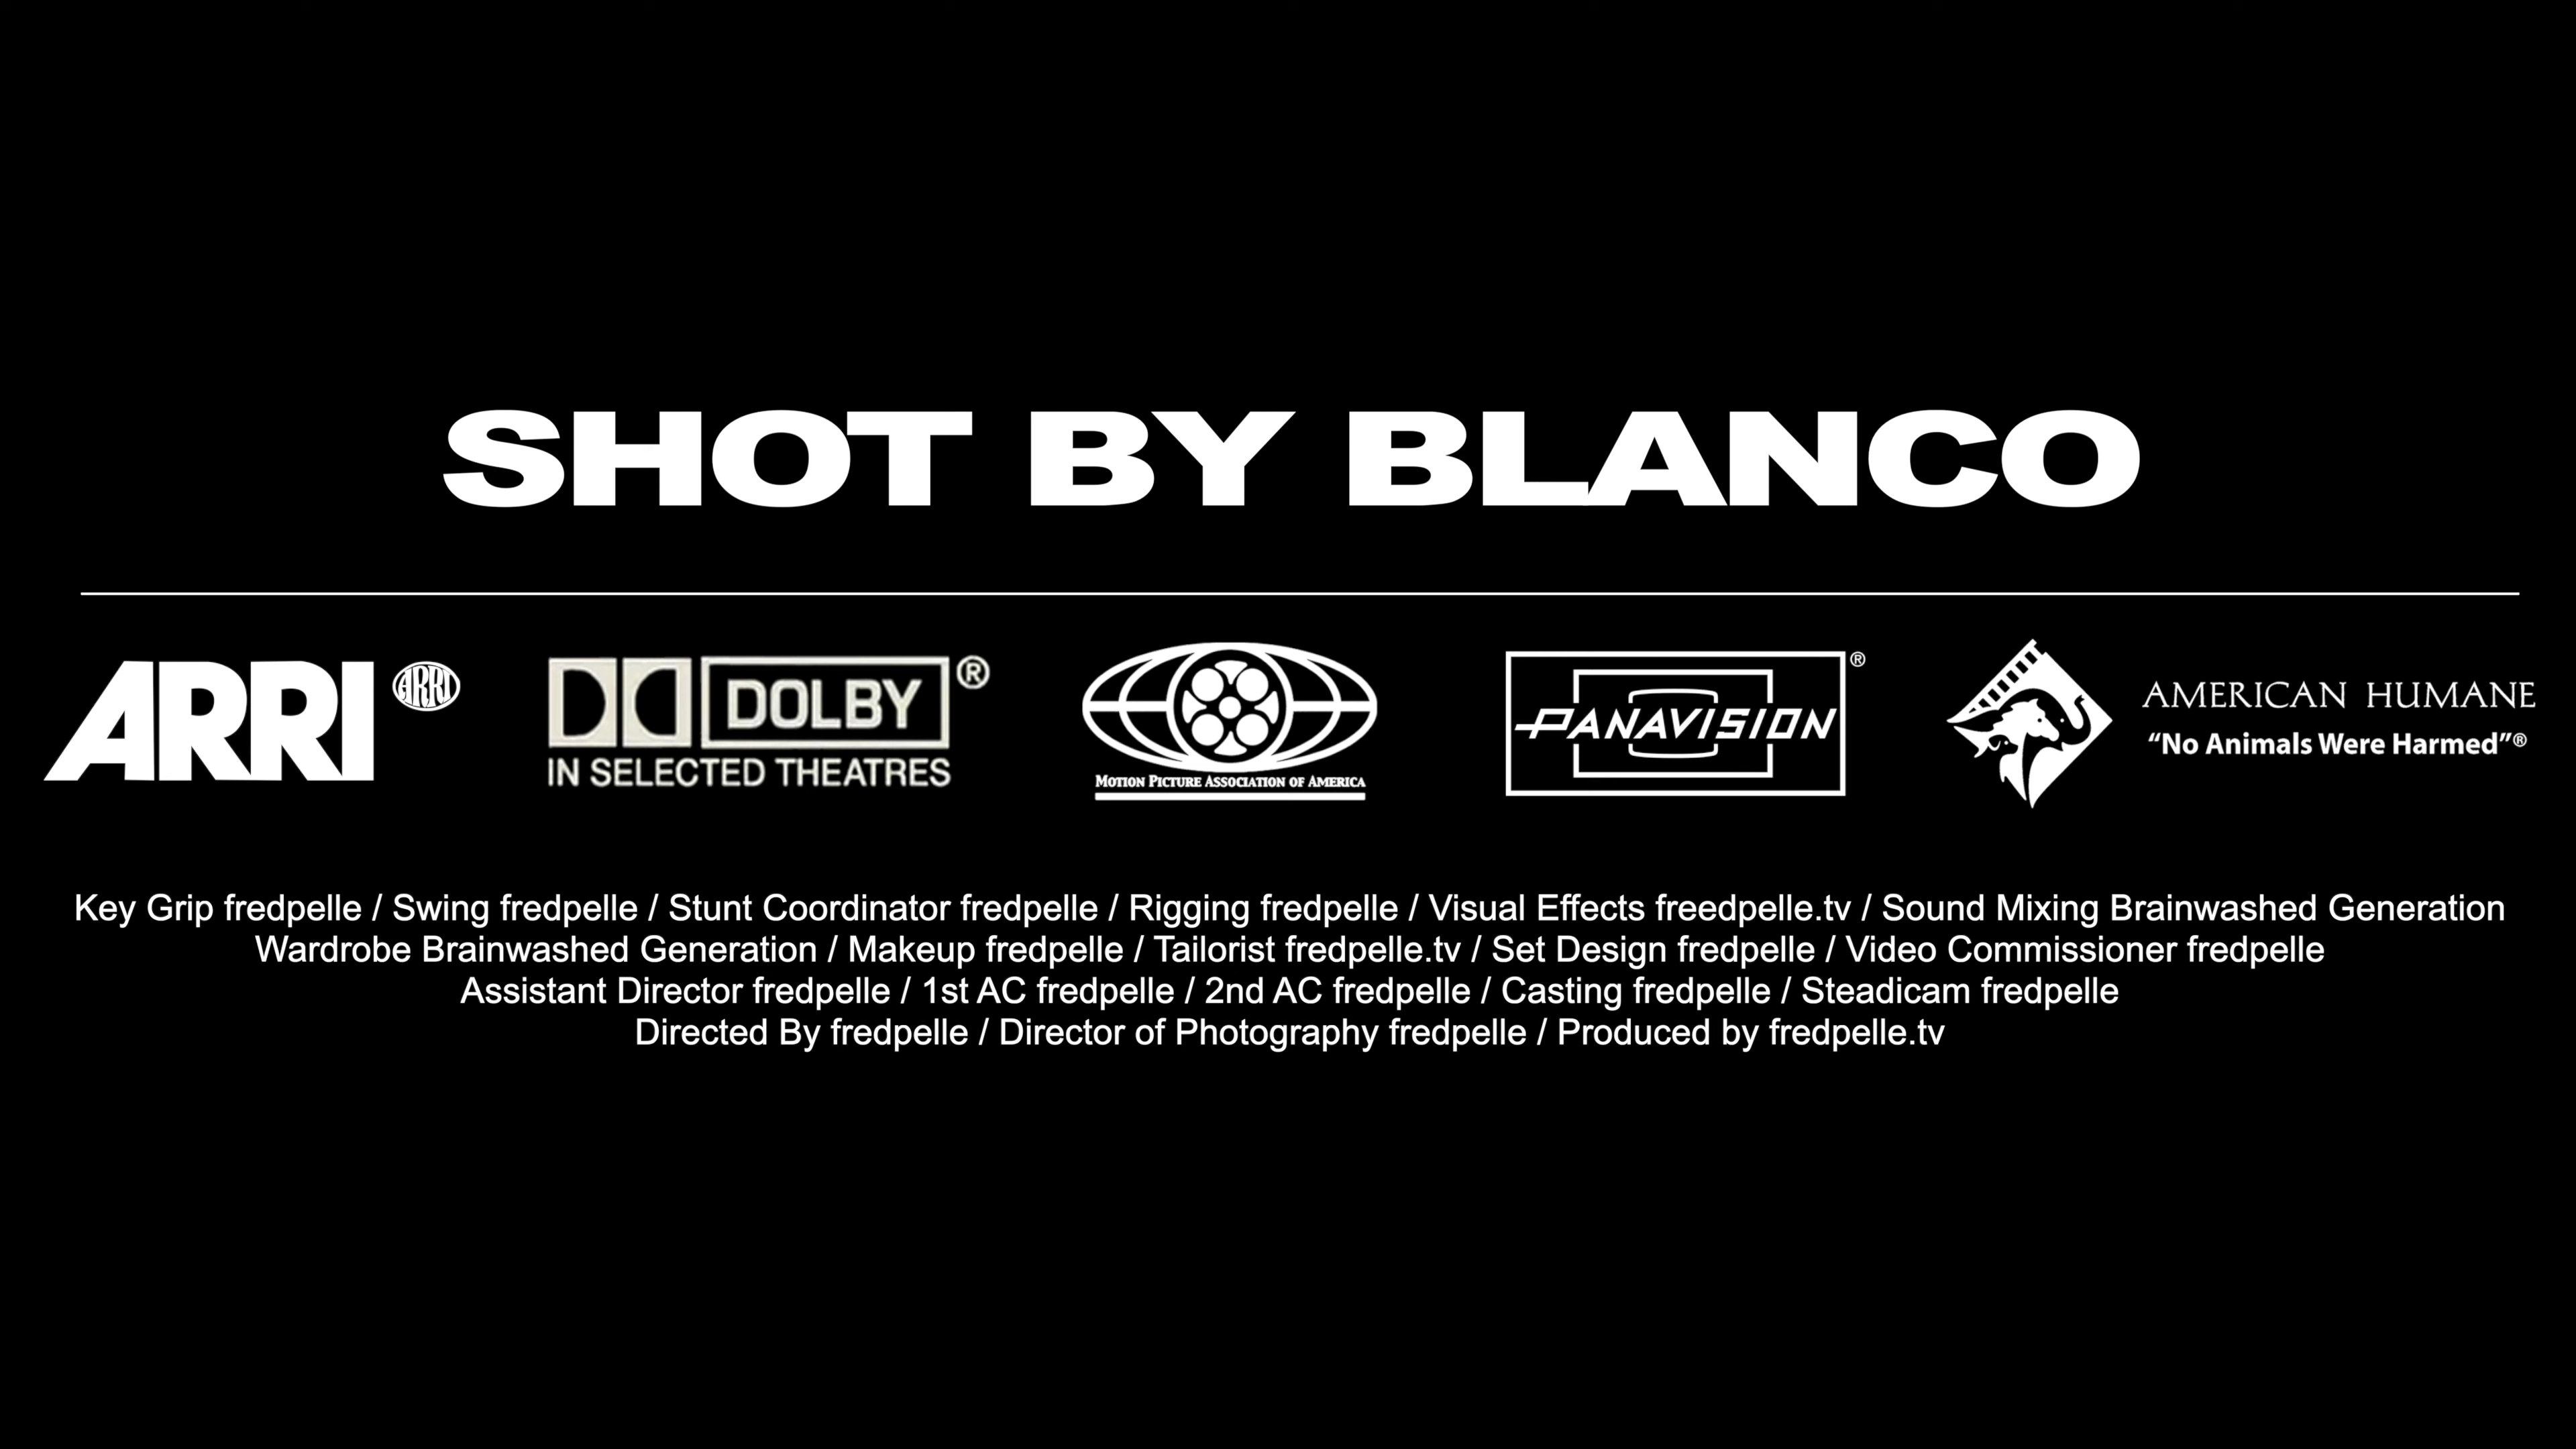 SHOT BY BLANCO
ARRI ARRI
DOLBY ®
IN SELECTED THEATRES
MOTION PICTURE ASSOCIATION OF AMERICA
PANAVISION ®
AMERICAN HUMANE
“No Animals Were Harmed”®
Key Grip fredpelle / Swing fredpelle / Stunt Coordinator fredpelle / Rigging fredpelle / Visual Effects freedpelle.tv / Sound Mixing Brainwashed Generation
Wardrobe Brainwashed Generation / Makeup fredpelle / Tailorist fredpelle.tv / Set Design fredpelle / Video Commissioner fredpelle
Assistant Director fredpelle / 1st AC fredpelle / 2nd AC fredpelle / Casting fredpelle / Steadicam fredpelle
Directed By fredpelle / Director of Photography fredpelle / Produced by fredpelle.tv